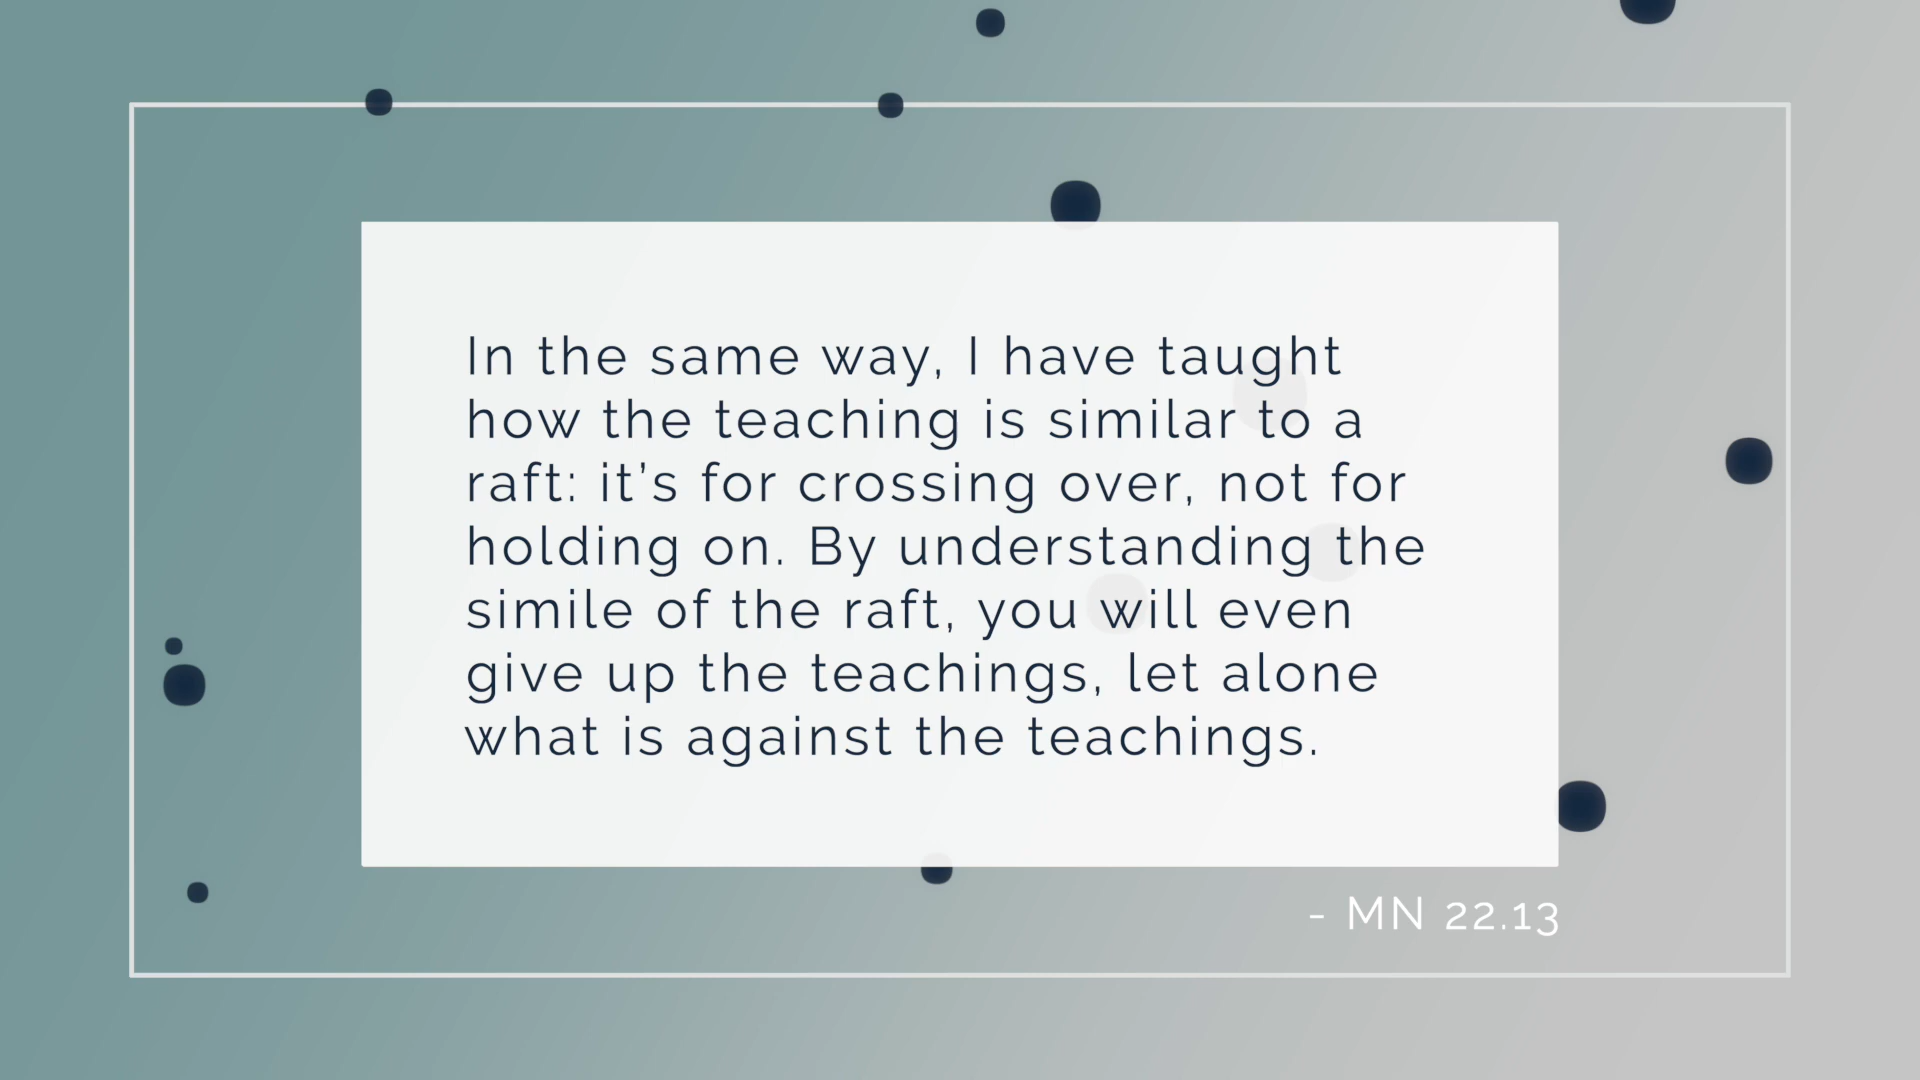 In the same way, I have taught
how the teaching is similar to a
raft: it’s for crossing over, not for
holding on. By understanding the
simile of the raft, you will even
give up the teachings, let alone
what is against the teachings.
- MN 22.13